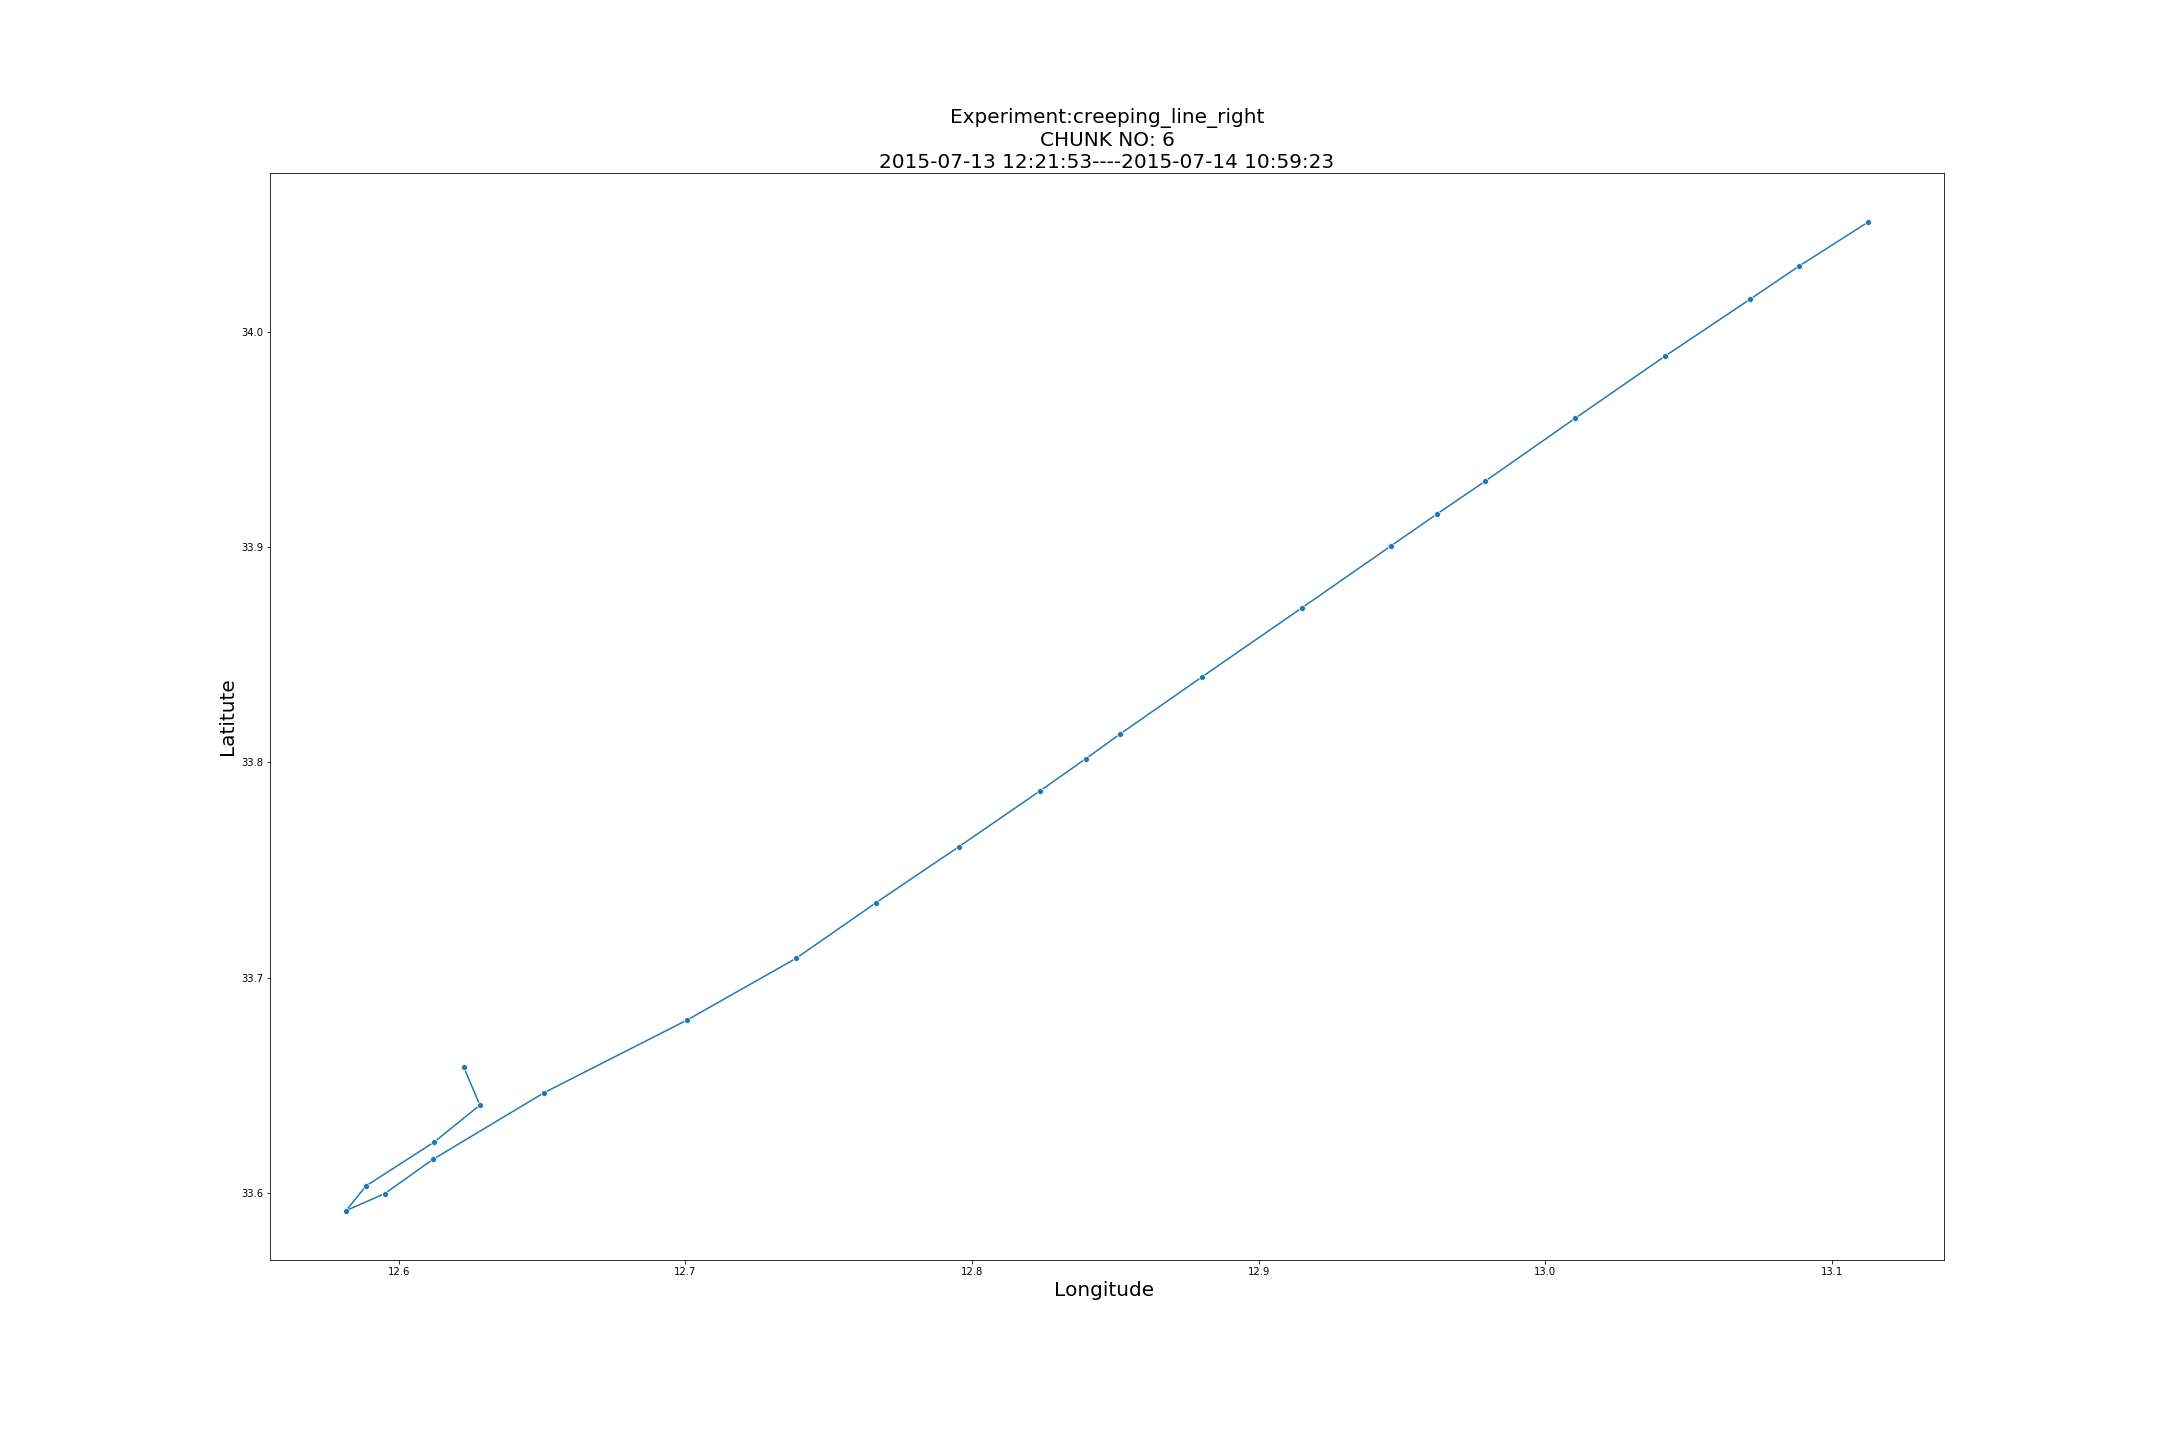 Experiment:creeping_line_right
CHUNK NO: 6
2015-07-13 12:21:53----2015-07-14 10:59:23
34.0
33.9
33.8
33.7
33.6
Latitute
12.6
12.7
12.8
12.9
13.0
13.1
Longitude